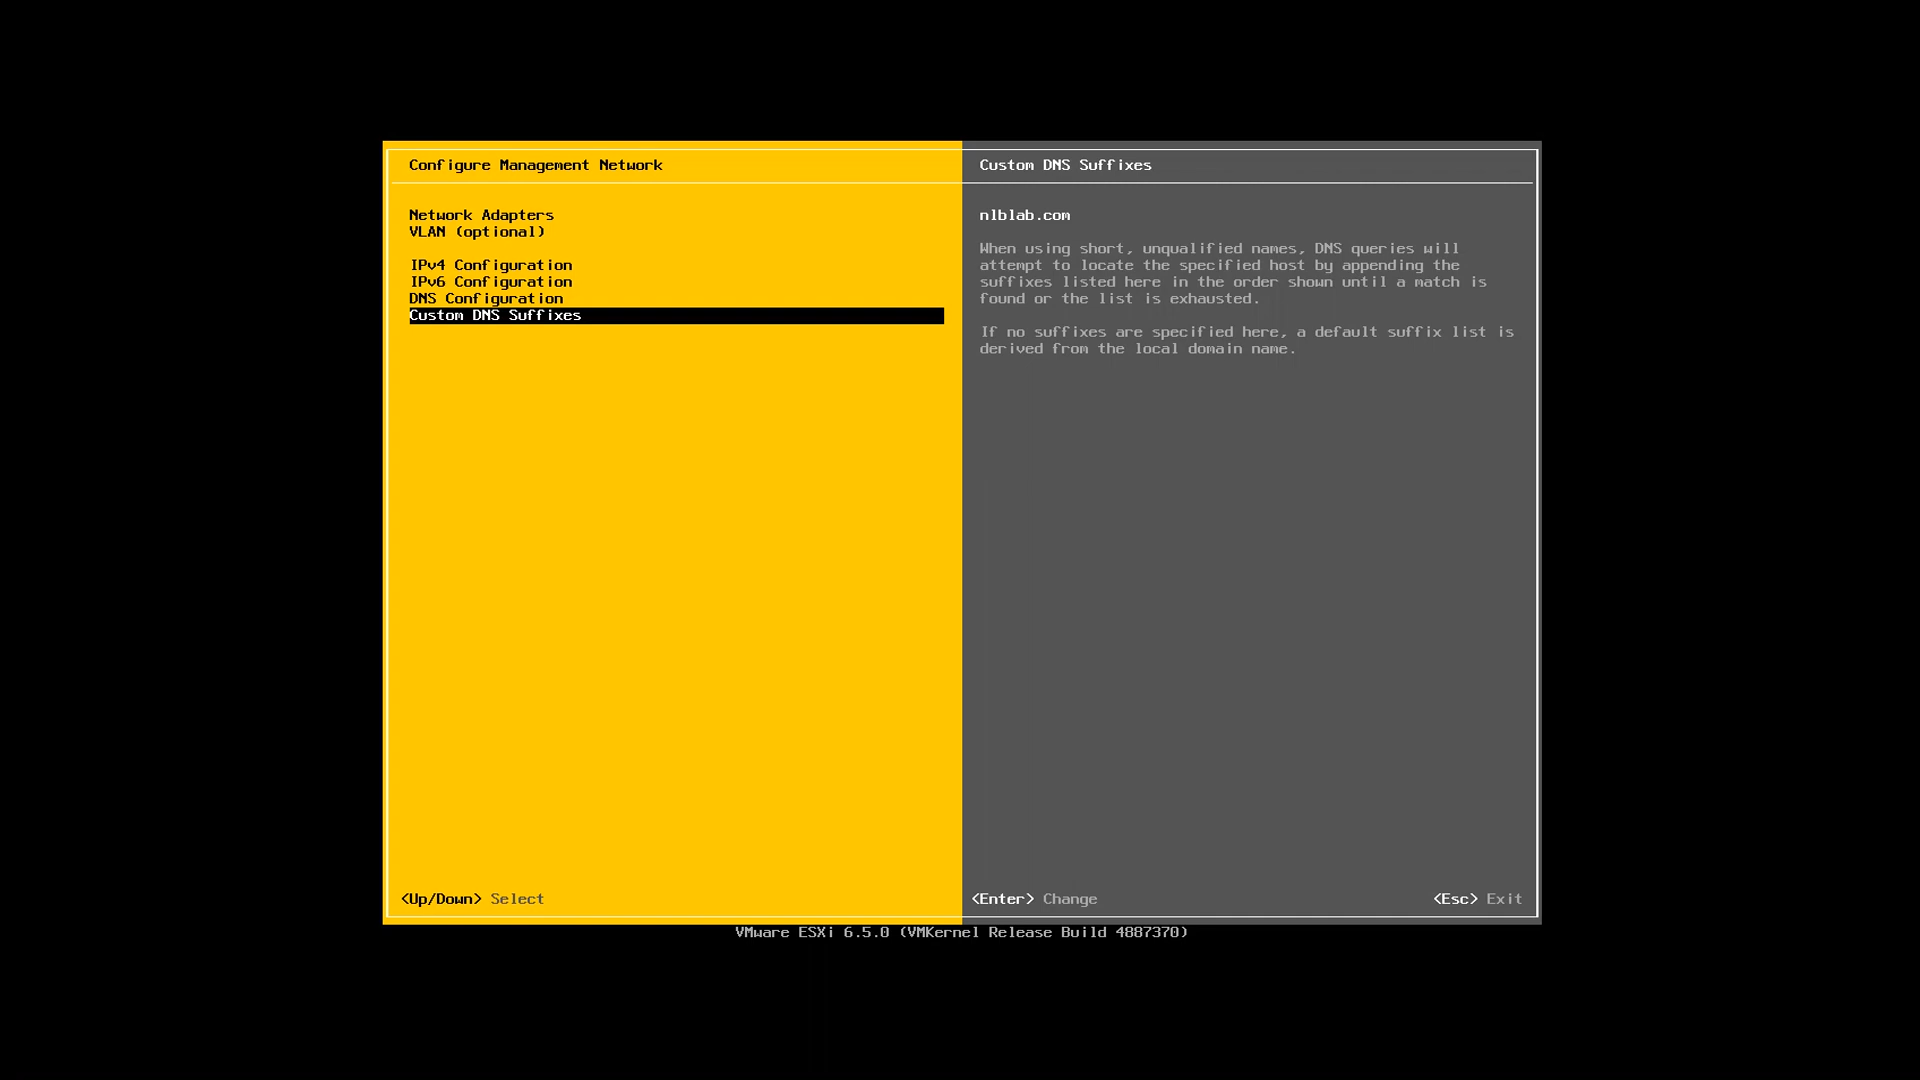 Configure Management Network
Network Adapters
VLAN (optional)
IPv4 Configuration
IPv6 Configuration
DNS Configuration
Custom DNS Suffixes
<Up/Down> Select
Custom DNS Suffixes
nlblab.com
When using short, unqualified names, DNS queries will
attempt to locate the specified host by appending the
suffixes listed here in the order shown until a match is
found or the list is exhausted.
If no suffixes are specified here, a default suffix list is
derived from the local domain name.
<Enter> Change
<Esc> Exit
VMware ESXi 6.5.0 (VMKernel Release Build 4887370)